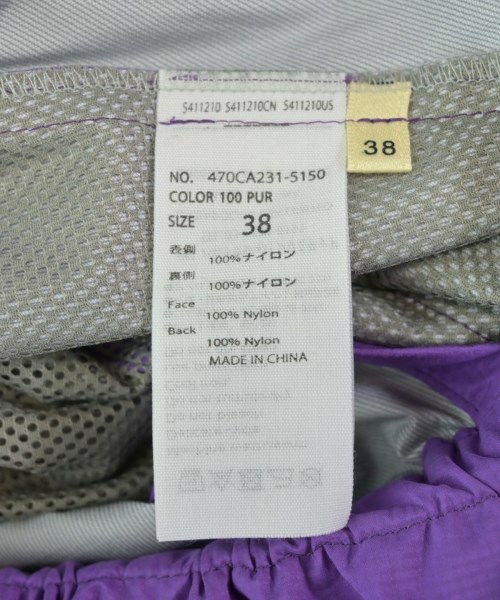 S411210 S411210CN S411210US
38
NO. 470CA231-5150
COLOR 100 PUR
SIZE 38
表側
100%ナイロン
裏側
100%ナイロン
Face
100% Nylon
Back
100% Nylon
MADE IN CHINA